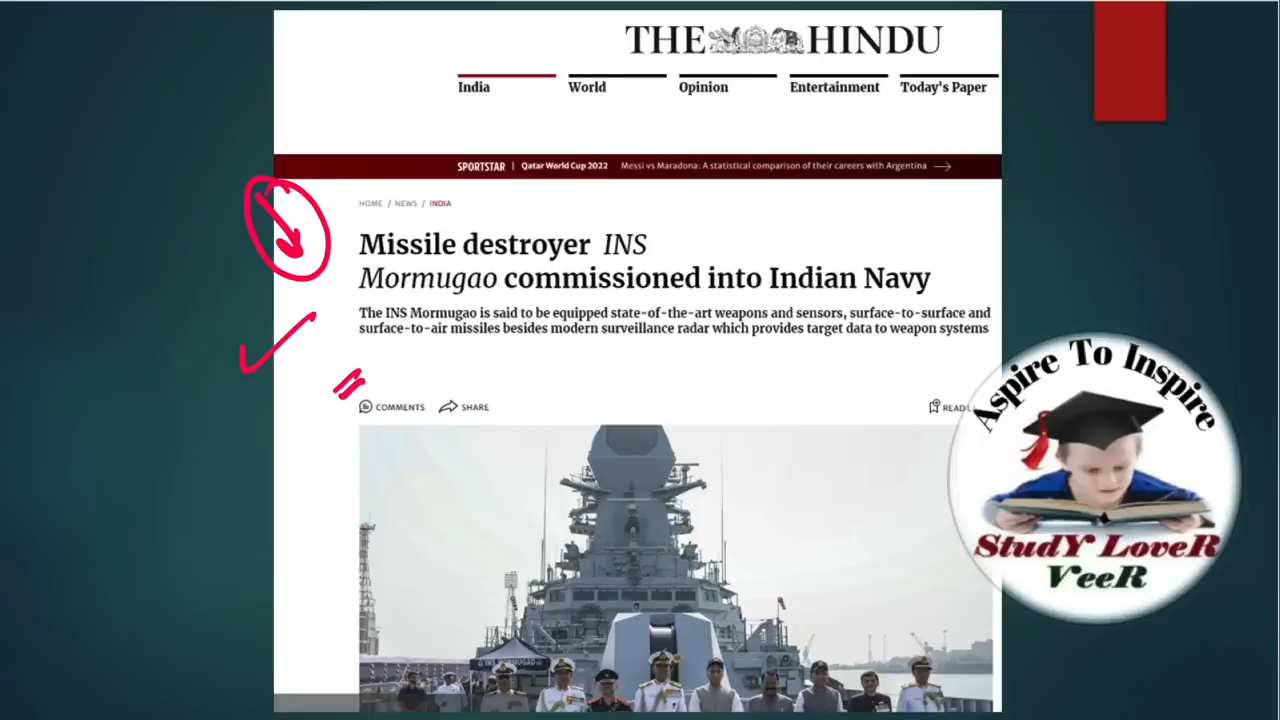 THE HINDU
India World Opinion Entertainment Today's Paper
SPORTSTAR | Qatar World Cup 2022 Messi vs Maradona: A statistical comparison of their careers with Argentina
HOME / NEWS / INDIA
Missile destroyer INS
Mormugao commissioned into Indian Navy
The INS Mormugao is said to be equipped state-of-the-art weapons and sensors, surface-to-surface and
surface-to-air missiles besides modern surveillance radar which provides target data to weapon systems
COMMENTS SHARE READ
Aspire To Inspire
StudY LoveR
VeeR
INS MORMUGAO